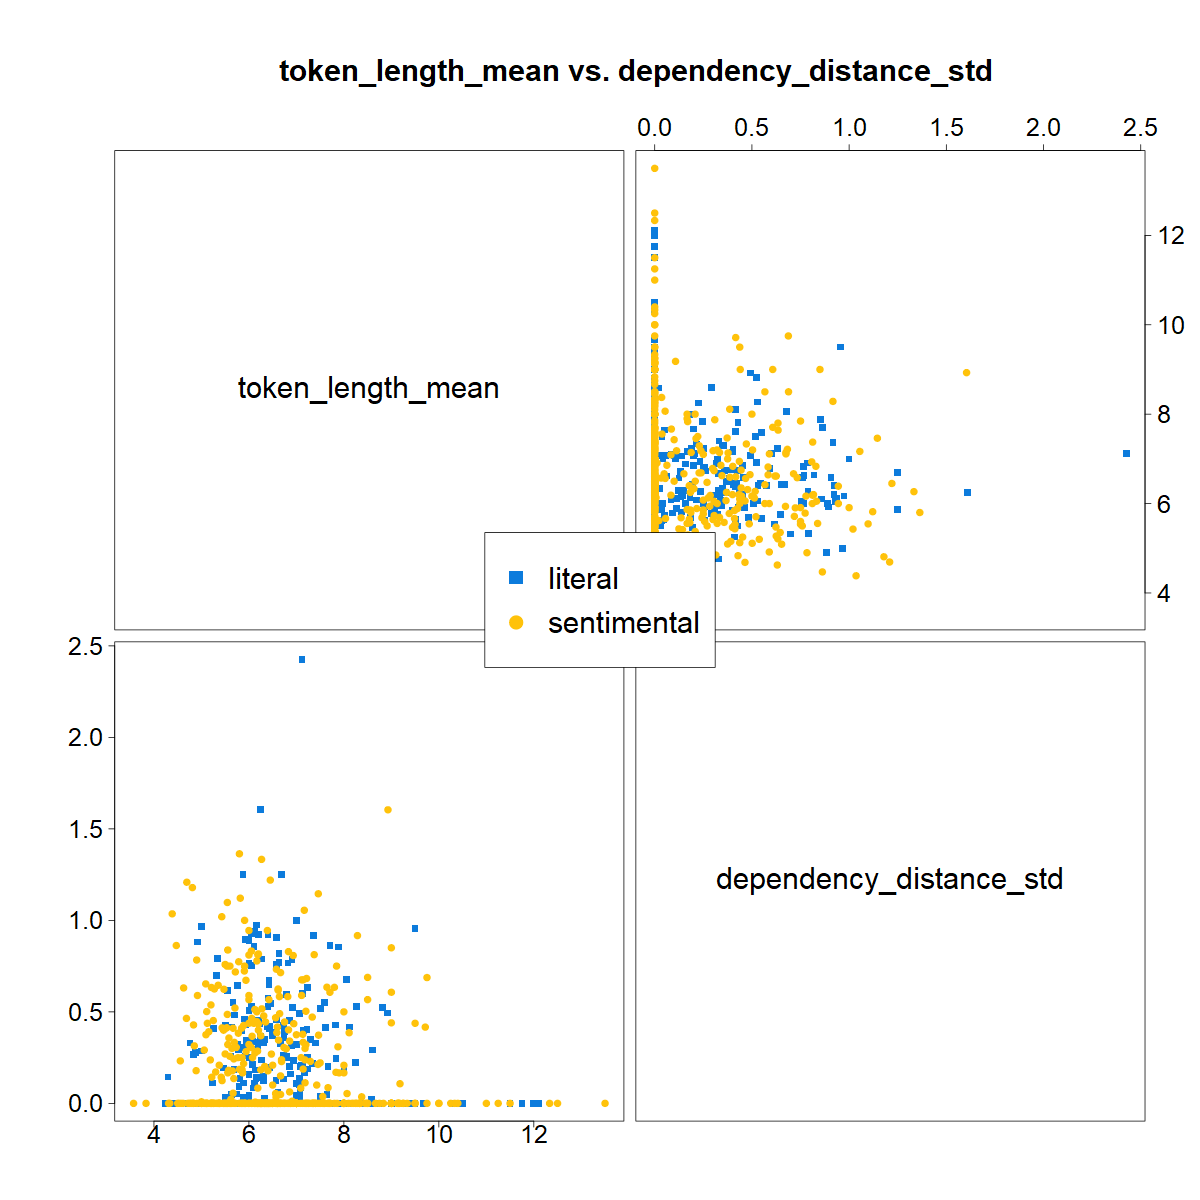 token_length_mean vs. dependency_distance_std
0.0 0.5 1.0 1.5 2.0 2.5
token_length_mean
12
10
8
6
4
literal
sentimental
2.5
2.0
1.5
1.0
0.5
0.0
dependency_distance_std
4 6 8 10 12